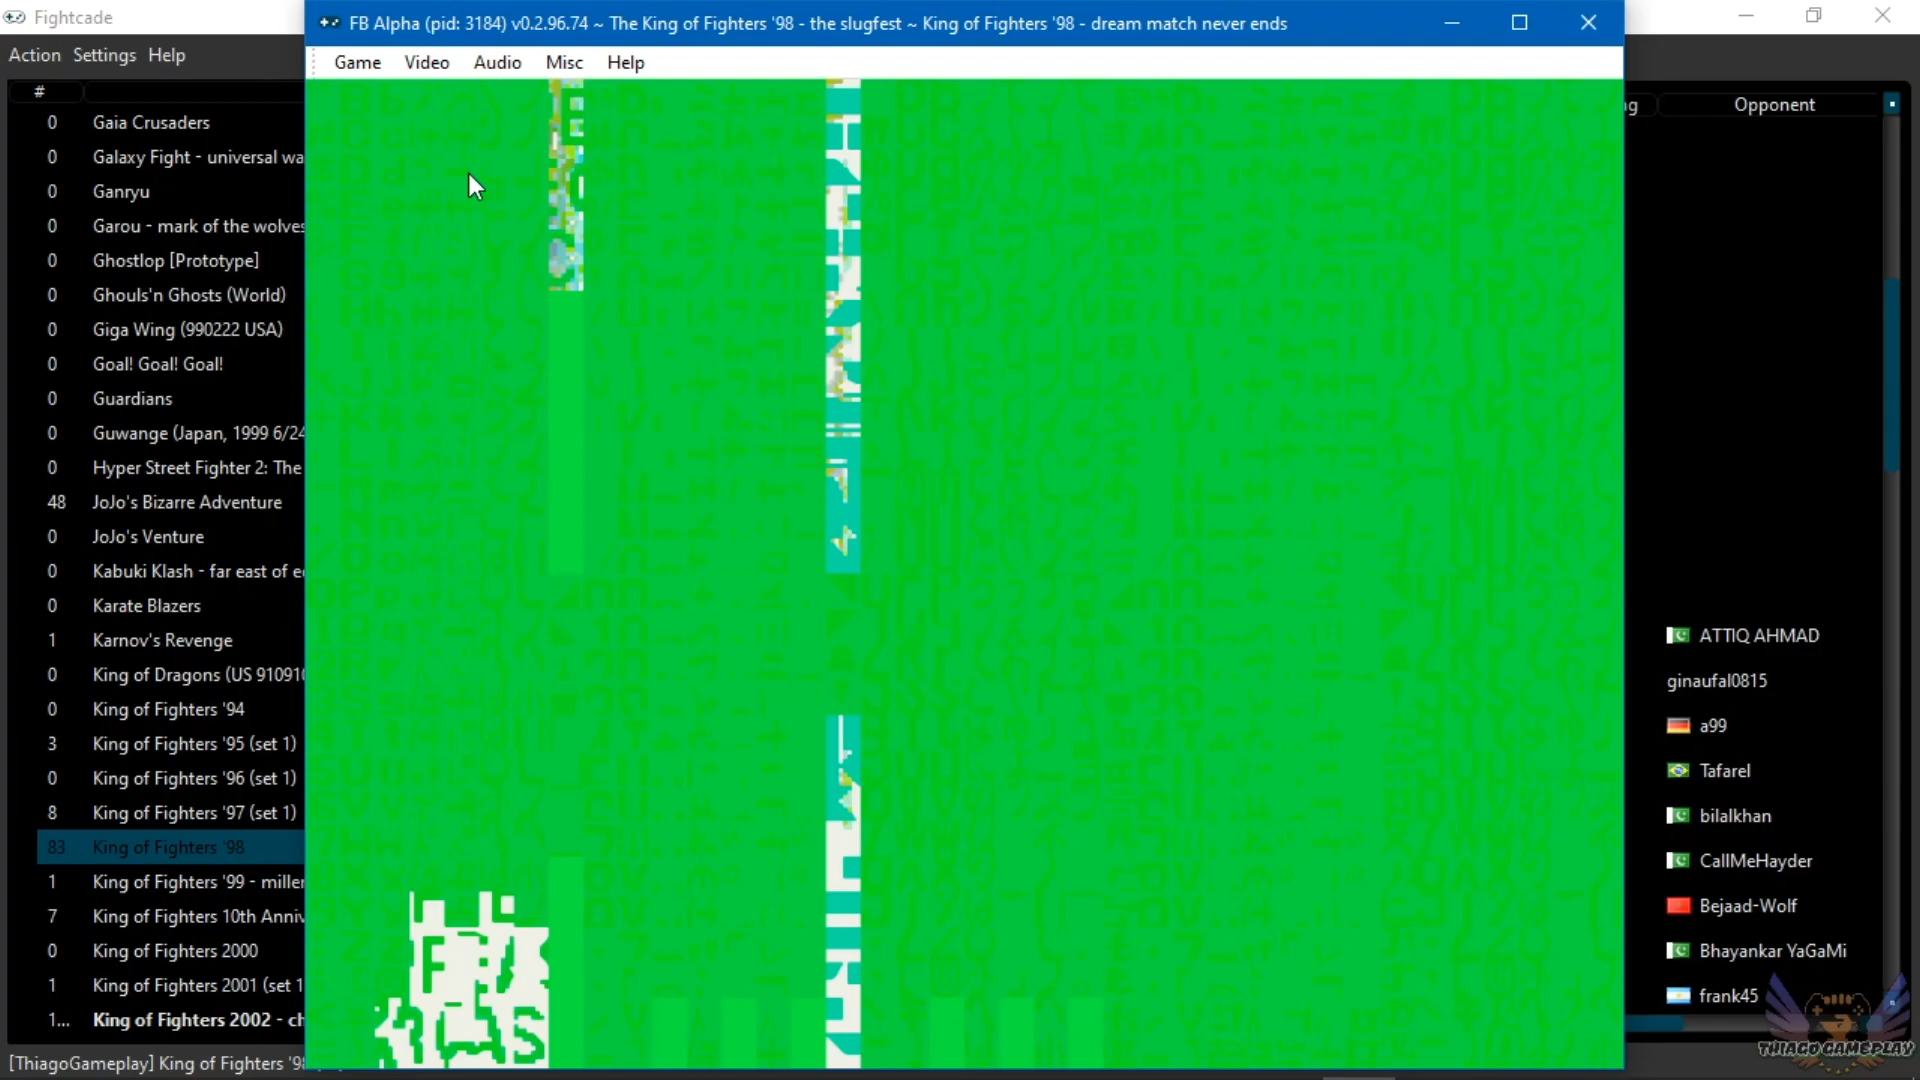 Fightcade
FB Alpha (pid: 3184) v0.2.96.74 ~ The King of Fighters '98 - the slugfest ~ King of Fighters '98 - dream match never ends
Action Settings Help
Game Video Audio Misc Help
#
0 Gaia Crusaders
0 Galaxy Fight - universal wa
0 Ganryu
0 Garou - mark of the wolves
0 Ghostlop [Prototype]
0 Ghouls'n Ghosts (World)
0 Giga Wing (990222 USA)
0 Goal! Goal! Goal!
0 Guardians
0 Guwange (Japan, 1999 6/24
0 Hyper Street Fighter 2: The
48 JoJo's Bizarre Adventure
0 JoJo's Venture
0 Kabuki Klash - far east of e
0 Karate Blazers
1 Karnov's Revenge
0 King of Dragons (US 910910
0 King of Fighters '94
3 King of Fighters '95 (set 1)
0 King of Fighters '96 (set 1)
8 King of Fighters '97 (set 1)
83 King of Fighters '98
1 King of Fighters '99 - miller
7 King of Fighters 10th Anniv
0 King of Fighters 2000
1 King of Fighters 2001 (set 1
1... King of Fighters 2002 - ch
[ThiagoGameplay] King of Fighters '98
ng Opponent
ATTIQ AHMAD
ginaufal0815
a99
Tafarel
bilalkhan
CallMeHayder
Bejaad-Wolf
Bhayankar YaGaMi
frank45
THIAGO GAMEPLAY